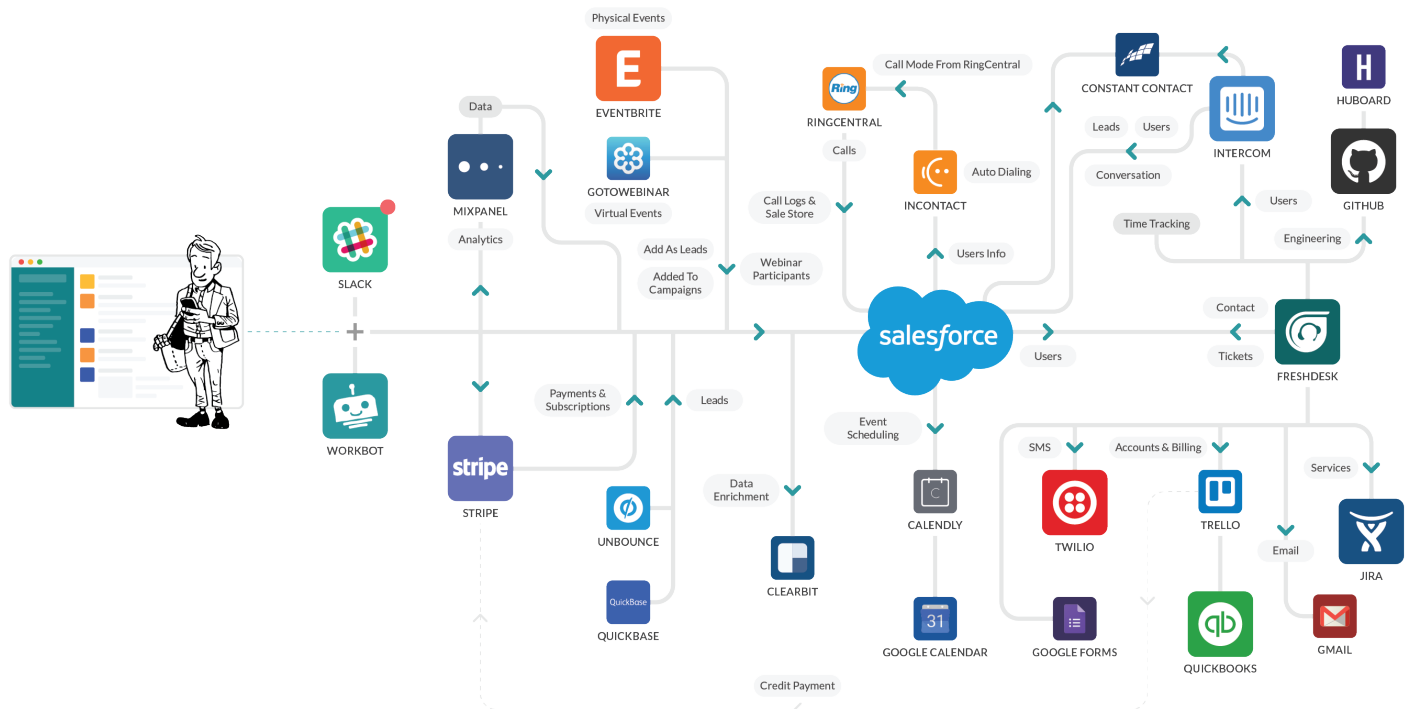 Physical Events
E
EVENTBRITE
GOTOWEBINAR
Virtual Events
Data
MIXPANEL
Analytics
SLACK
WORKBOT
stripe
STRIPE
Add As Leads
Added To
Campaigns
Webinar
Participants
Payments &
Subscriptions
Leads
UNBOUNCE
QuickBase
QUICKBASE
Data
Enrichment
CLEARBIT
Ring
RINGCENTRAL
Call Mode From RingCentral
Calls
Call Logs &
Sale Store
INCONTACT
Auto Dialing
Users Info
salesforce
Users
Event
Scheduling
C
CALENDLY
31
GOOGLE CALENDAR
CONSTANT CONTACT
INTERCOM
Leads
Users
Conversation
Time Tracking
Users
H
HUBOARD
GITHUB
Engineering
Contact
Tickets
FRESHDESK
SMS
TWILIO
GOOGLE FORMS
Accounts & Billing
TRELLO
qb
QUICKBOOKS
Email
GMAIL
Services
JIRA
Credit Payment